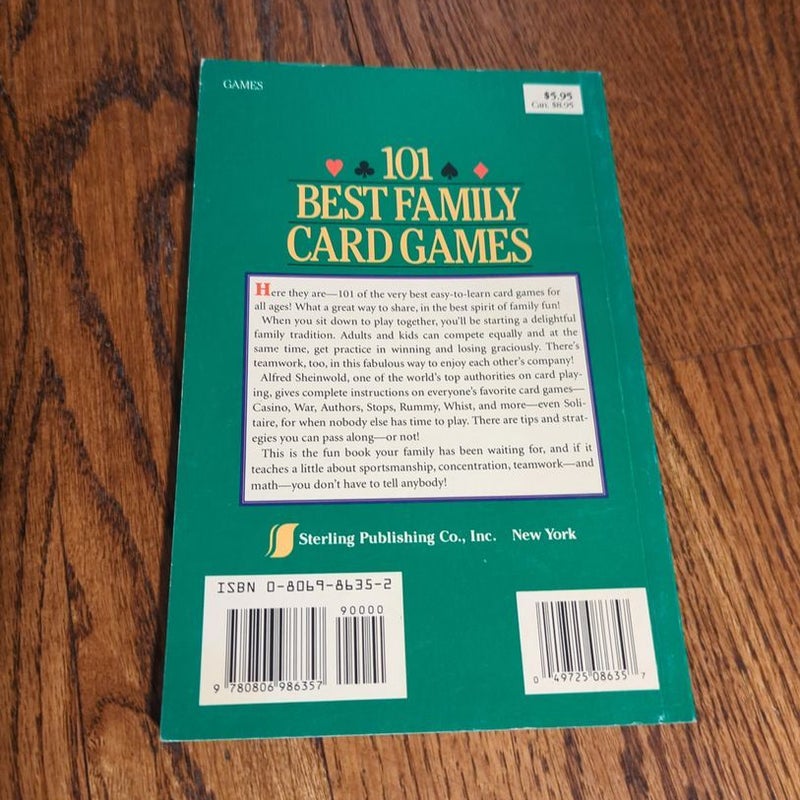 GAMES
$5.95
Can. $8.95
101
BEST FAMILY
CARD GAMES
Here they are—101 of the very best easy-to-learn card games for
all ages! What a great way to share, in the best spirit of family fun!
When you sit down to play together, you'll be starting a delightful
family tradition. Adults and kids can compete equally and at the
same time, get practice in winning and losing graciously. There's
teamwork, too, in this fabulous way to enjoy each other's company!
Alfred Sheinwold, one of the world's top authorities on card play-
ing, gives complete instructions on everyone's favorite card games—
Casino, War, Authors, Stops, Rummy, Whist, and more—even Soli-
taire, for when nobody else has time to play. There are tips and strat-
egies you can pass along—or not!
This is the fun book your family has been waiting for, and if it
teaches a little about sportsmanship, concentration, teamwork—and
math—you don't have to tell anybody!
Sterling Publishing Co., Inc. New York
ISBN 0-8069-8635-2
90000
9 780806 986357
0 49725 08635 7